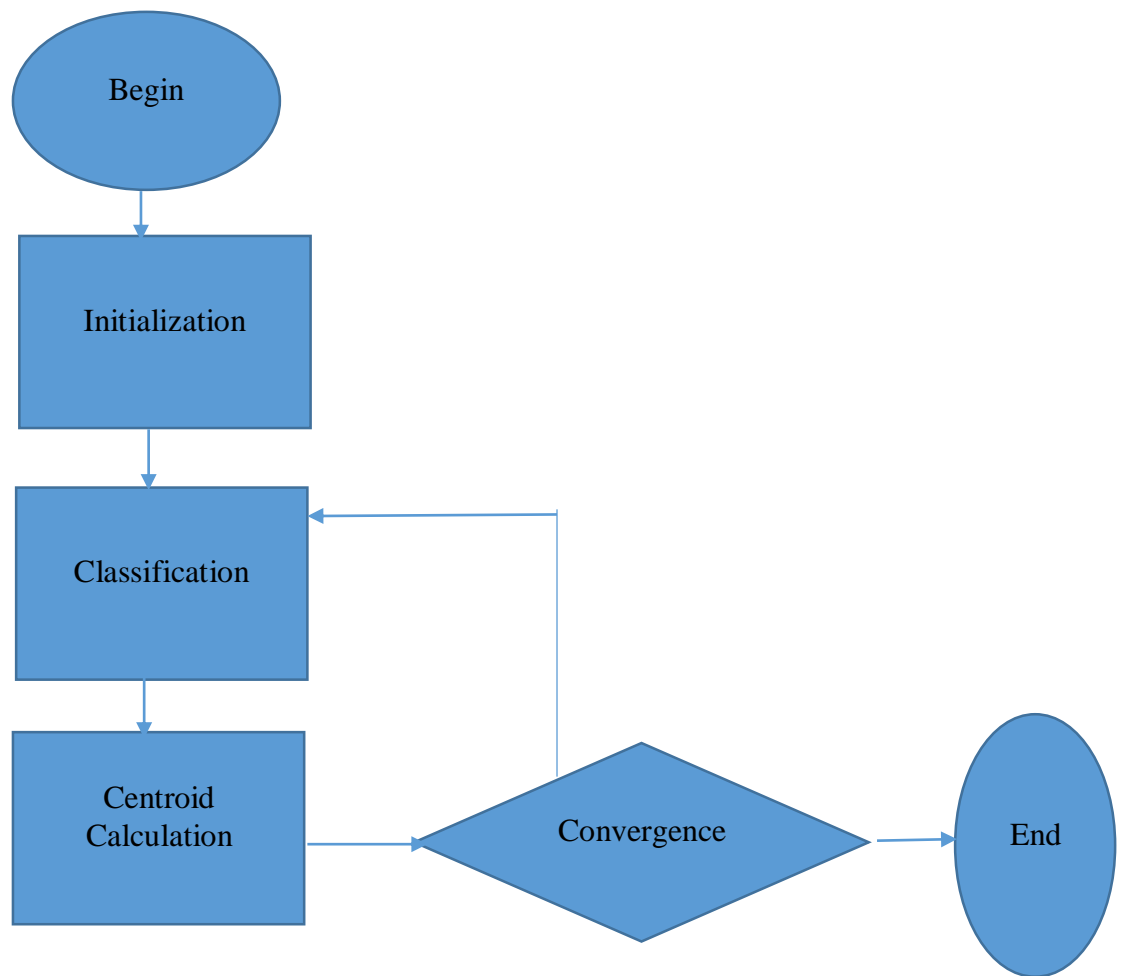 Begin
Initialization
Classification
Centroid
Calculation
Convergence
End